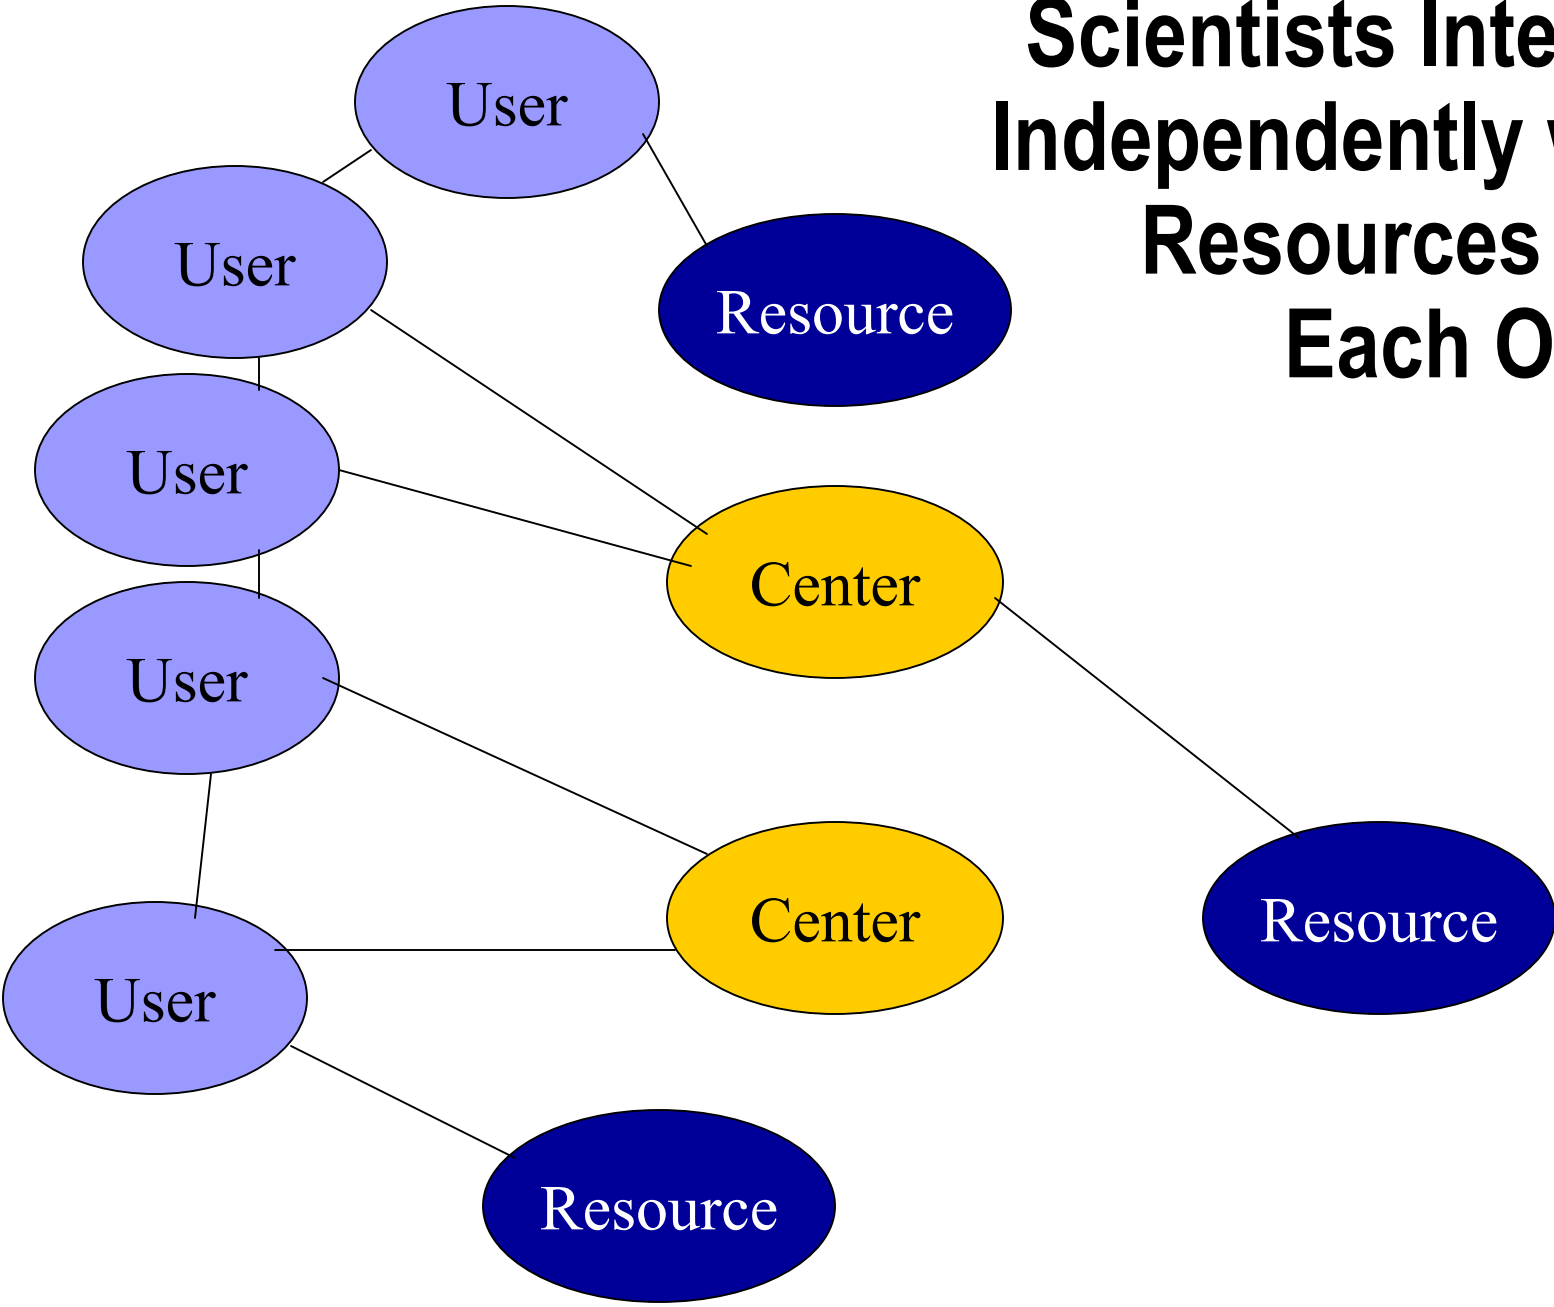 Scientists Inte
Independently
Resources
Each O
User
User
Resource
User
Center
User
Center
Resource
User
Resource